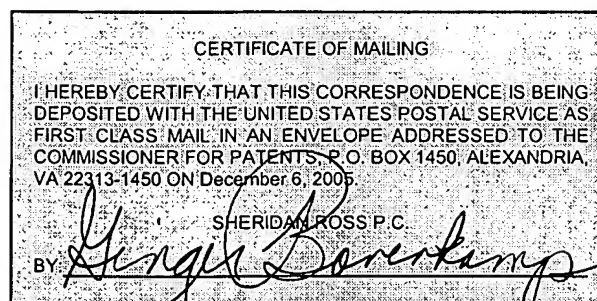 CERTIFICATE OF MAILING
I HEREBY CERTIFY THAT THIS CORRESPONDENCE IS BEING
DEPOSITED WITH THE UNITED STATES POSTAL SERVICE AS
FIRST CLASS MAIL IN AN ENVELOPE ADDRESSED TO THE
COMMISSIONER FOR PATENTS, P.O. BOX 1450, ALEXANDRIA,
VA 22313-1450 ON December 6, 2005.
SHERIDAN ROSS P.C.
BY: Ginger Bovenkamp